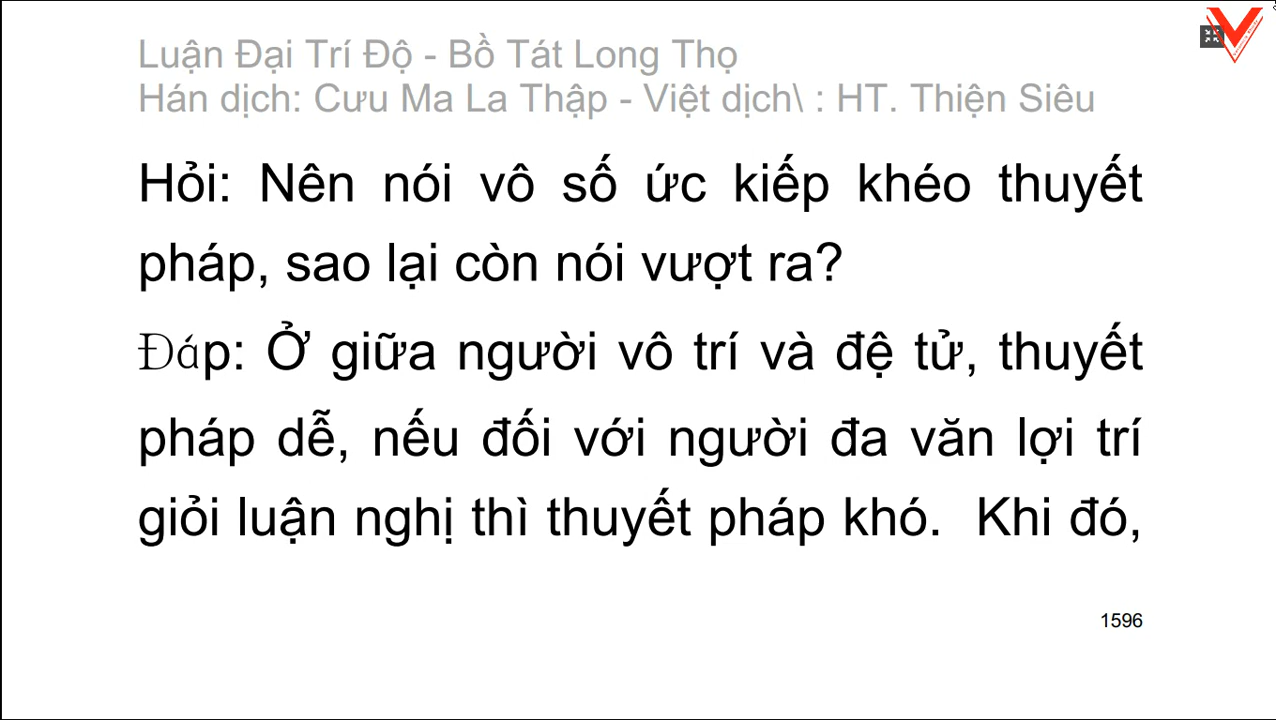 Luận Đại Trí Độ - Bồ Tát Long Thọ
Hán dịch: Cưu Ma La Thập - Việt dịch\ : HT. Thiện Siêu
Hỏi: Nên nói vô số ức kiếp khéo thuyết
pháp, sao lại còn nói vượt ra?
Đáp: Ở giữa người vô trí và đệ tử, thuyết
pháp dễ, nếu đối với người đa văn lợi trí
giỏi luận nghị thì thuyết pháp khó.  Khi đó,
1596